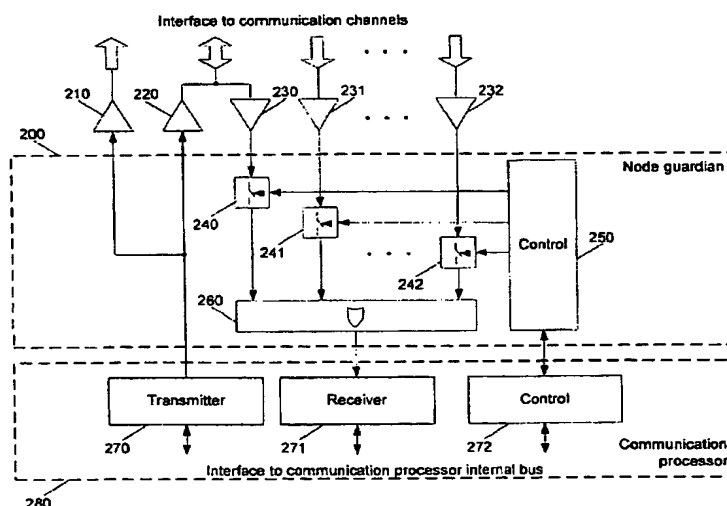 Interface to communication channels
210
220
230
231
232
200
Node guardian
240
241
242
Control
250
260
Transmitter
Receiver
Control
270
271
272
Communication
processor
Interface to communication processor internal bus
280